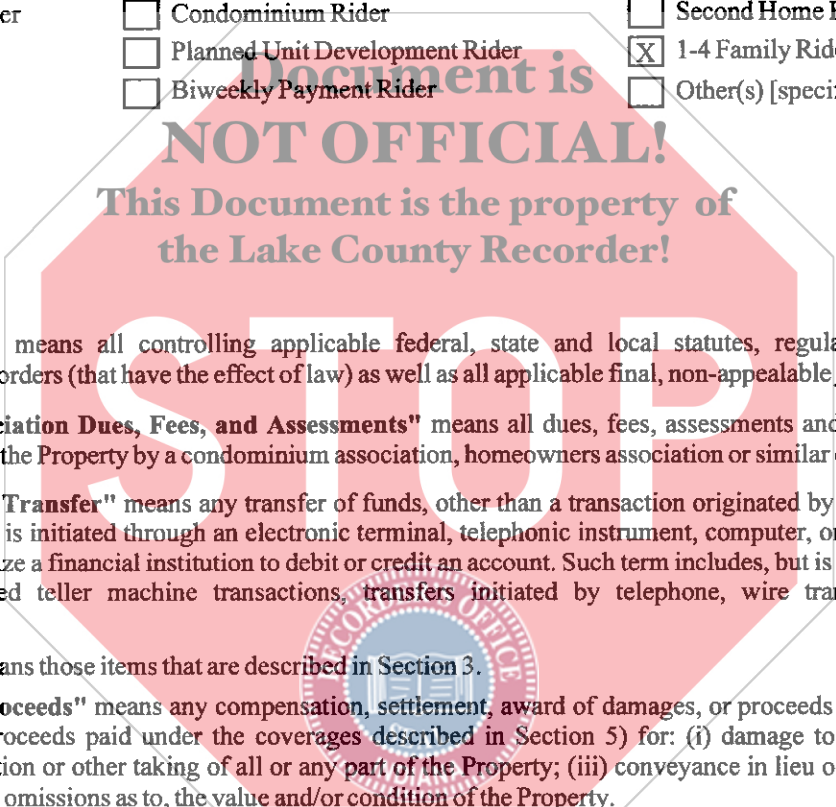 er ☐ Condominium Rider ☐ Second Home
☐ Planned Unit Development Rider ☒ 1-4 Family
☐ Biweekly Payment Rider ☐ Other(s)
Document is
NOT OFFICIAL!
This Document is the property of
the Lake County Recorder!
STOP
means all controlling applicable federal, state and local statutes,
orders (that have the effect of law) as well as all applicable final, non-appealable
ciation Dues, Fees, and Assessments" means all dues, fees, assessments and
the Property by a condominium association, homeowners association or similar
Transfer" means any transfer of funds, other than a transaction originated by
is initiated through an electronic terminal, telephonic instrument, computer, or
ze a financial institution to debit or credit an account. Such term includes, but is
ed teller machine transactions, transfers initiated by telephone, wire
RECORDER'S OFFICE
ans those items that are described in Section 3.
oceeds" means any compensation, settlement, award of damages, or proceeds
roceeds paid under the coverages described in Section 5) for: (i) damage to
tion or other taking of all or any part of the Property; (iii) conveyance in lieu
omissions as to, the value and/or condition of the Property.